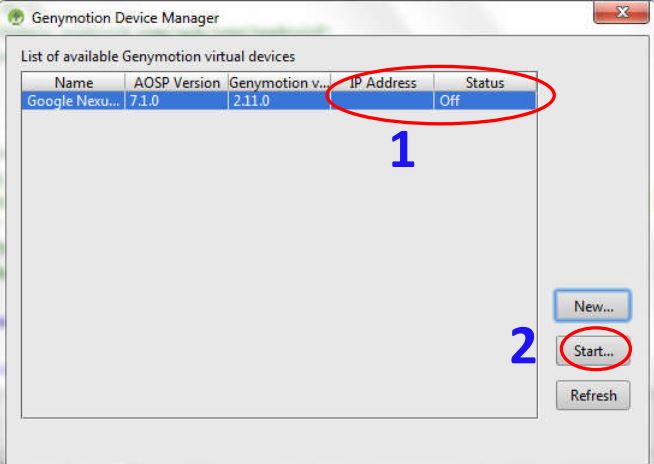 Genymotion Device Manager
X
List of available Genymotion virtual devices
Name AOSP Version Genymotion v... IP Address Status
Google Nexu... 7.1.0 2.11.0 Off
1
New...
2
Start...
Refresh